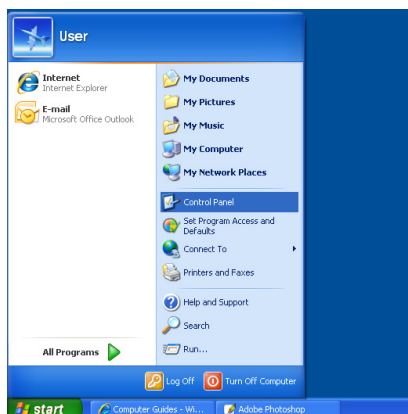 User
Internet
Internet Explorer
E-mail
Microsoft Office Outlook
All Programs
My Documents
My Pictures
My Music
My Computer
My Network Places
Control Panel
Set Program Access and
Defaults
Connect To
Printers and Faxes
Help and Support
Search
Run...
Log Off
Turn Off Computer
start
Computer Guides - Wi...
Adobe Photoshop